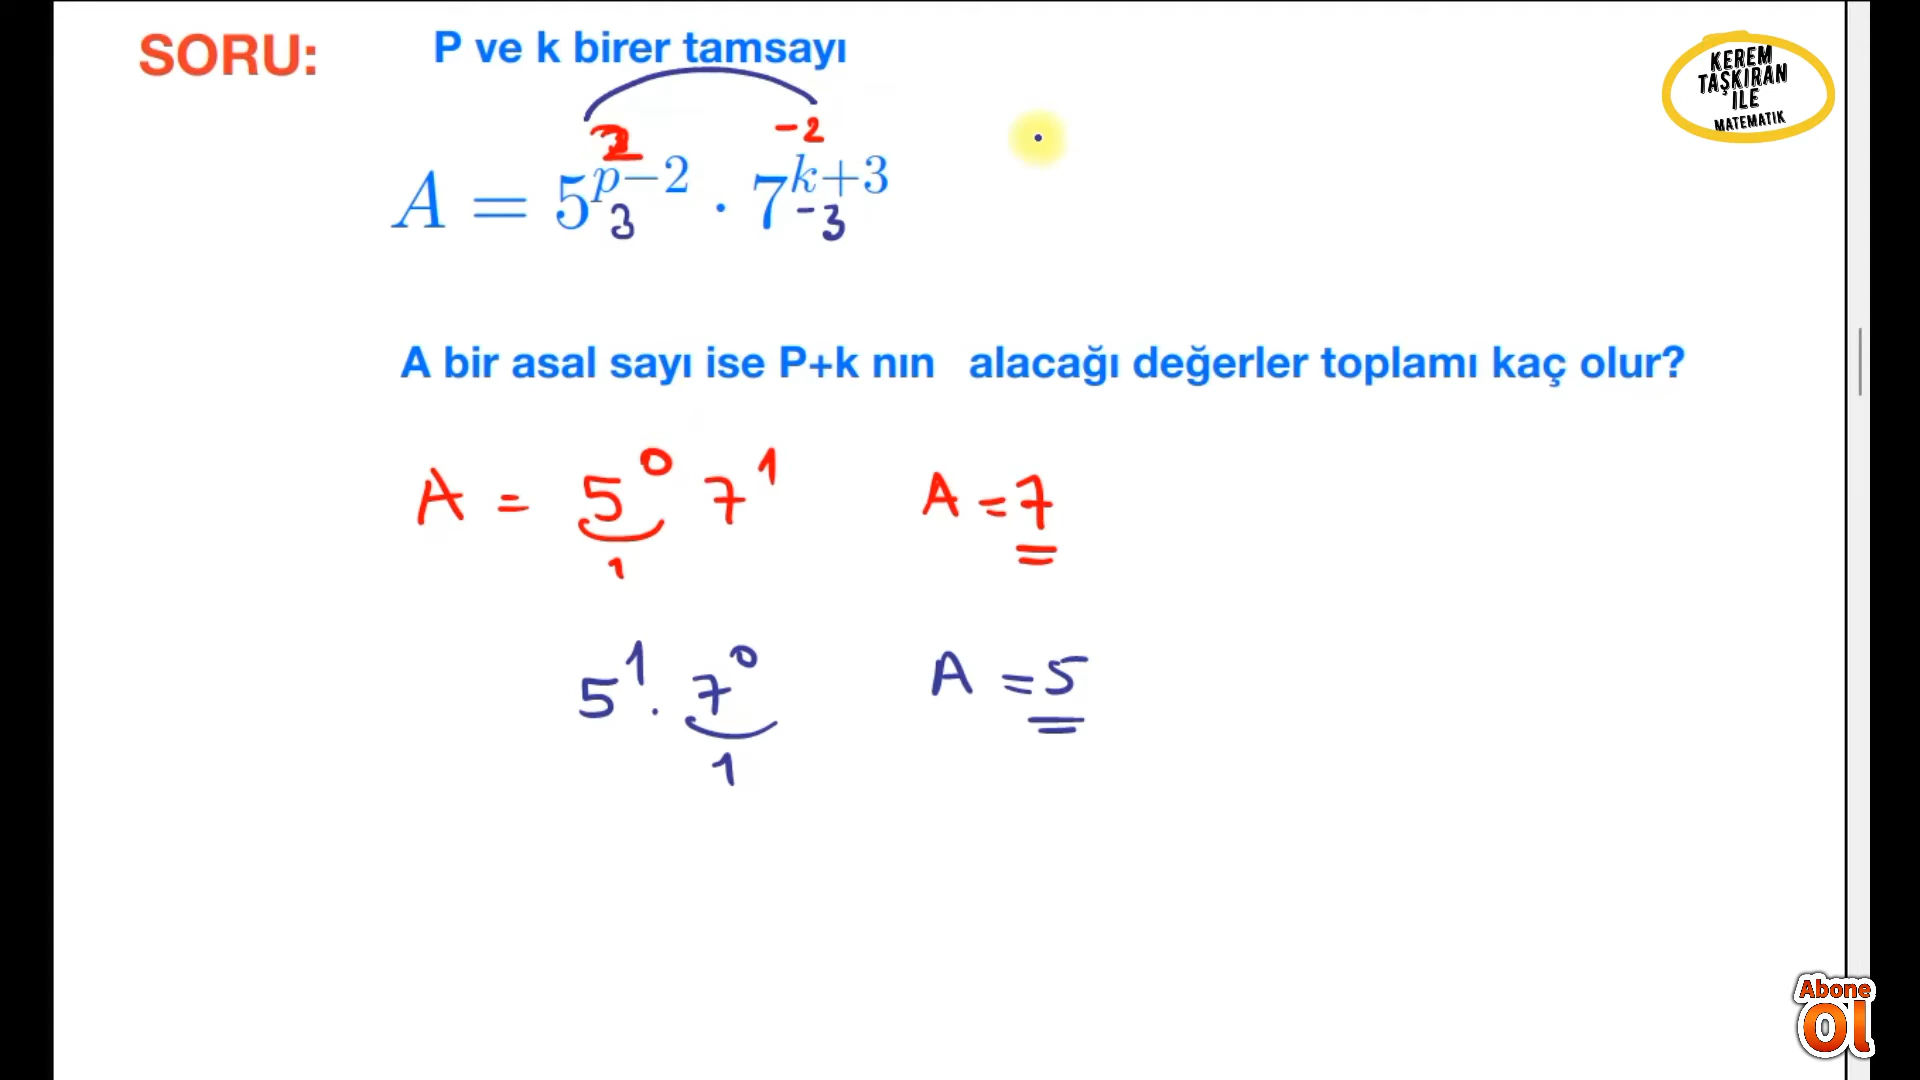 SORU: P ve k birer tamsayı
KEREM
TAŞKIRAN
İLE
MATEMATİK
2 -2
A = 5^{p-2} · 7^{k+3}
3 -3
A bir asal sayı ise P+k nın alacağı değerler toplamı kaç olur?
A = 5^0 7^1 A = 7
1
5^1 . 7^0 A = 5
1
Abone
Ol